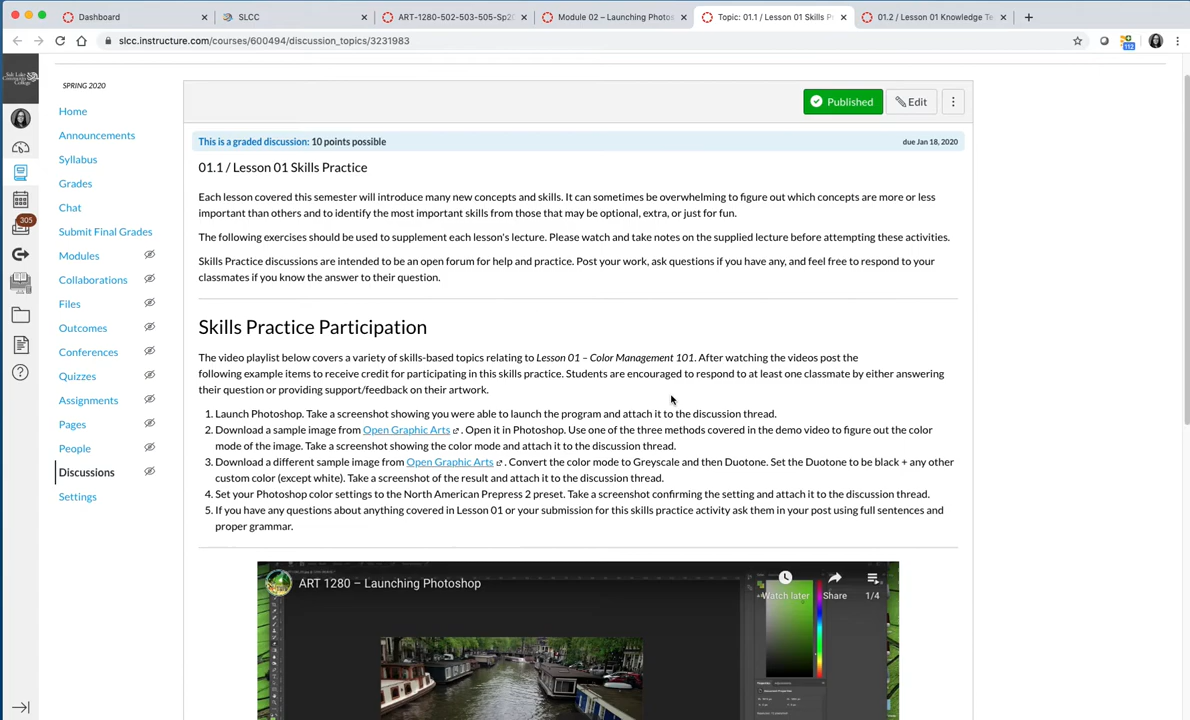 Dashboard
SLCC
ART-1280-502-503-505-Sp2
Module 02 – Launching Photos
Topic: 01.1 / Lesson 01 Skills P
01.2 / Lesson 01 Knowledge Te
slcc.instructure.com/courses/600494/discussion_topics/3231983
112
Salt Lake
Community
College
SPRING 2020
Home
Announcements
Syllabus
Grades
Chat
Submit Final Grades
Modules
Collaborations
Files
Outcomes
Conferences
Quizzes
Assignments
Pages
People
Discussions
Settings
305
Published
Edit
This is a graded discussion: 10 points possible
due Jan 18, 2020
01.1 / Lesson 01 Skills Practice
Each lesson covered this semester will introduce many new concepts and skills. It can sometimes be overwhelming to figure out which concepts are more or less
important than others and to identify the most important skills from those that may be optional, extra, or just for fun.
The following exercises should be used to supplement each lesson's lecture. Please watch and take notes on the supplied lecture before attempting these activities.
Skills Practice discussions are intended to be an open forum for help and practice. Post your work, ask questions if you have any, and feel free to respond to your
classmates if you know the answer to their question.
Skills Practice Participation
The video playlist below covers a variety of skills-based topics relating to Lesson 01 – Color Management 101. After watching the videos post the
following example items to receive credit for participating in this skills practice. Students are encouraged to respond to at least one classmate by either answering
their question or providing support/feedback on their artwork.
1. Launch Photoshop. Take a screenshot showing you were able to launch the program and attach it to the discussion thread.
2. Download a sample image from Open Graphic Arts . Open it in Photoshop. Use one of the three methods covered in the demo video to figure out the color
mode of the image. Take a screenshot showing the color mode and attach it to the discussion thread.
3. Download a different sample image from Open Graphic Arts . Convert the color mode to Greyscale and then Duotone. Set the Duotone to be black + any other
custom color (except white). Take a screenshot of the result and attach it to the discussion thread.
4. Set your Photoshop color settings to the North American Prepress 2 preset. Take a screenshot confirming the setting and attach it to the discussion thread.
5. If you have any questions about anything covered in Lesson 01 or your submission for this skills practice activity ask them in your post using full sentences and
proper grammar.
ART 1280 – Launching Photoshop
Watch later
Share
1/4